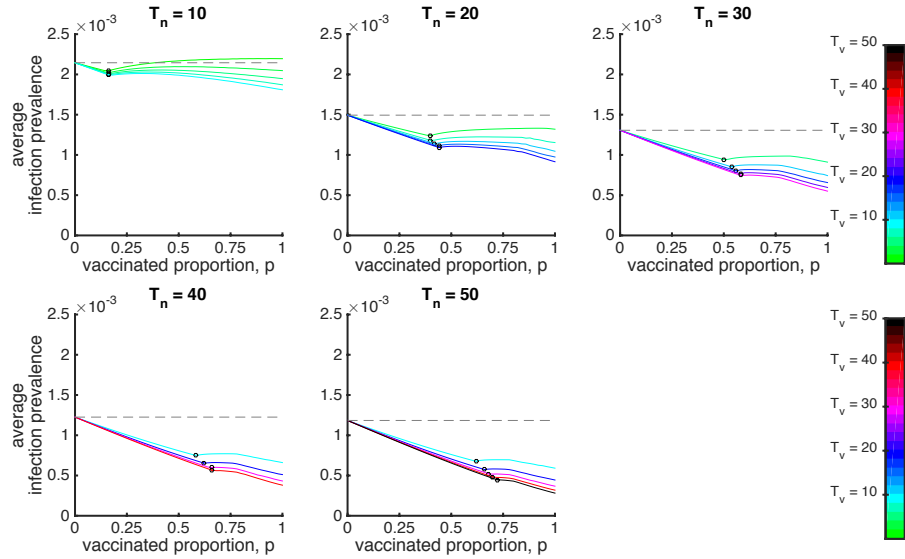 T_n = 10
×10^-3
2.5
2
1.5
1
0.5
0
0 0.25 0.5 0.75 1
average
infection prevalence
vaccinated proportion, p
T_n = 20
×10^-3
2.5
2
1.5
1
0.5
0
0 0.25 0.5 0.75 1
vaccinated proportion, p
T_n = 30
×10^-3
2.5
2
1.5
1
0.5
0
0 0.25 0.5 0.75 1
vaccinated proportion, p
T_v = 50
T_v = 40
T_v = 30
T_v = 20
T_v = 10
T_n = 40
×10^-3
2.5
2
1.5
1
0.5
0
0 0.25 0.5 0.75 1
average
infection prevalence
vaccinated proportion, p
T_n = 50
×10^-3
2.5
2
1.5
1
0.5
0
0 0.25 0.5 0.75 1
vaccinated proportion, p
T_v = 50
T_v = 40
T_v = 30
T_v = 20
T_v = 10